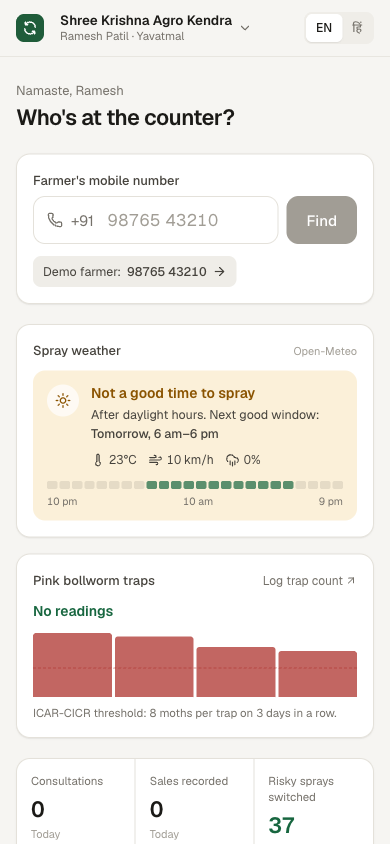 Shree Krishna Agro Kendra
Ramesh Patil · Yavatmal
EN
हिं
Namaste, Ramesh
Who's at the counter?
Farmer's mobile number
+91 98765 43210
Find
Demo farmer: 98765 43210 →
Spray weather
Open-Meteo
Not a good time to spray
After daylight hours. Next good window:
Tomorrow, 6 am–6 pm
23°C 10 km/h 0%
10 pm 10 am 9 pm
Pink bollworm traps
Log trap count ↗
No readings
ICAR-CICR threshold: 8 moths per trap on 3 days in a row.
Consultations
0
Today
Sales recorded
0
Today
Risky sprays
switched
37